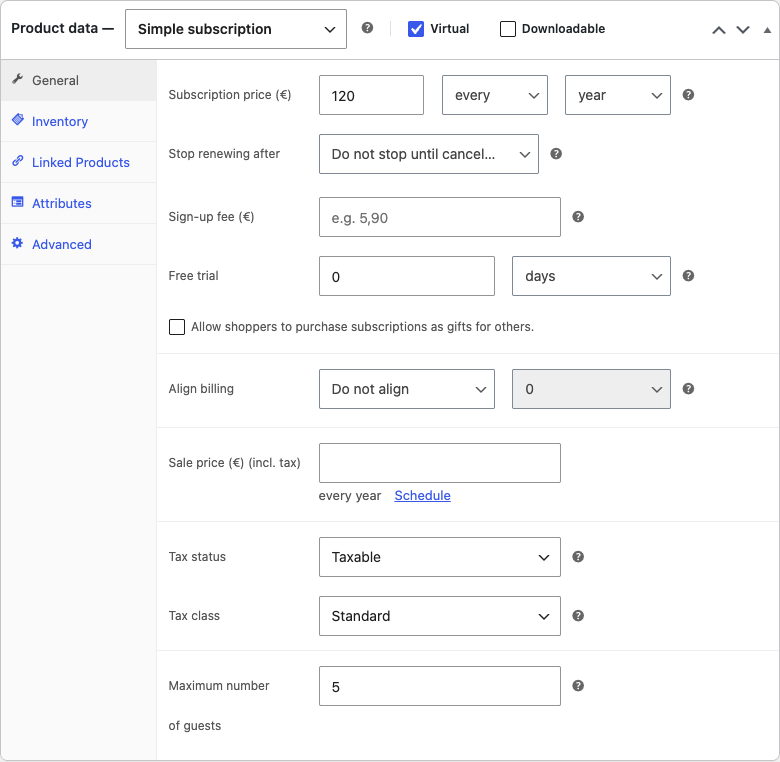 Product data — Simple subscription Virtual Downloadable
General
Inventory
Linked Products
Attributes
Advanced
Subscription price (€) 120 every year
Stop renewing after Do not stop until cancel...
Sign-up fee (€) e.g. 5,90
Free trial 0 days
Allow shoppers to purchase subscriptions as gifts for others.
Align billing Do not align 0
Sale price (€) (incl. tax)
every year Schedule
Tax status Taxable
Tax class Standard
Maximum number 5
of guests